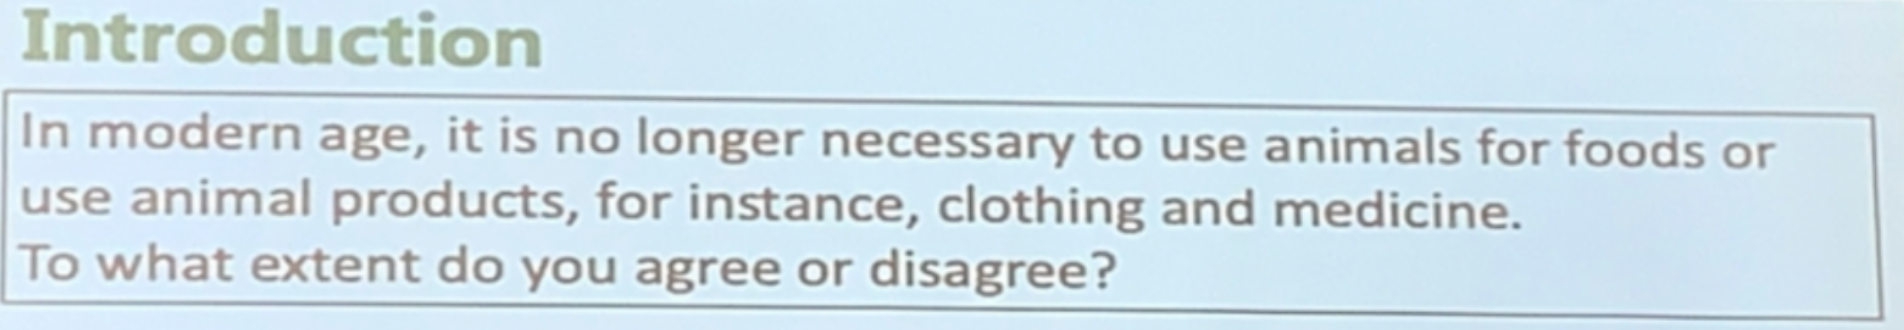 Introduction
In modern age, it is no longer necessary to use animals for foods or
use animal products, for instance, clothing and medicine.
To what extent do you agree or disagree?